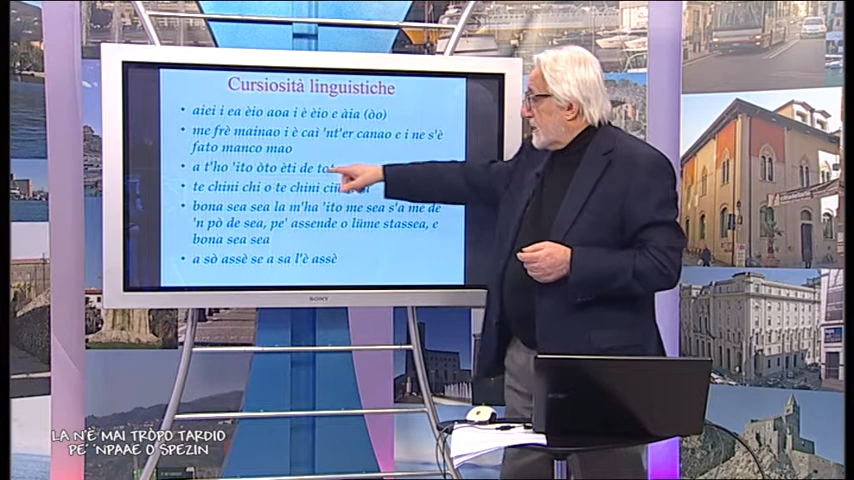 Cursiosità linguistiche
• aiei i ea èio aoa i è èio e àia (òo)
• me frè mainao i è caì 'nt'er canao e i ne s'è
fato manco mao
• a t'ho 'ito òto èti de
• te chini chi o te chini
• bona sea sea la m'ha 'ito me sea s'a me dè
'n pò de sea, pe' assende o lüme stassea, e
bona sea sea
• a sò assè se a sa l'è assè
SONY
LA N'È MAI TRÒPO TARDIO
PE' 'NPAAE O SPEZIN